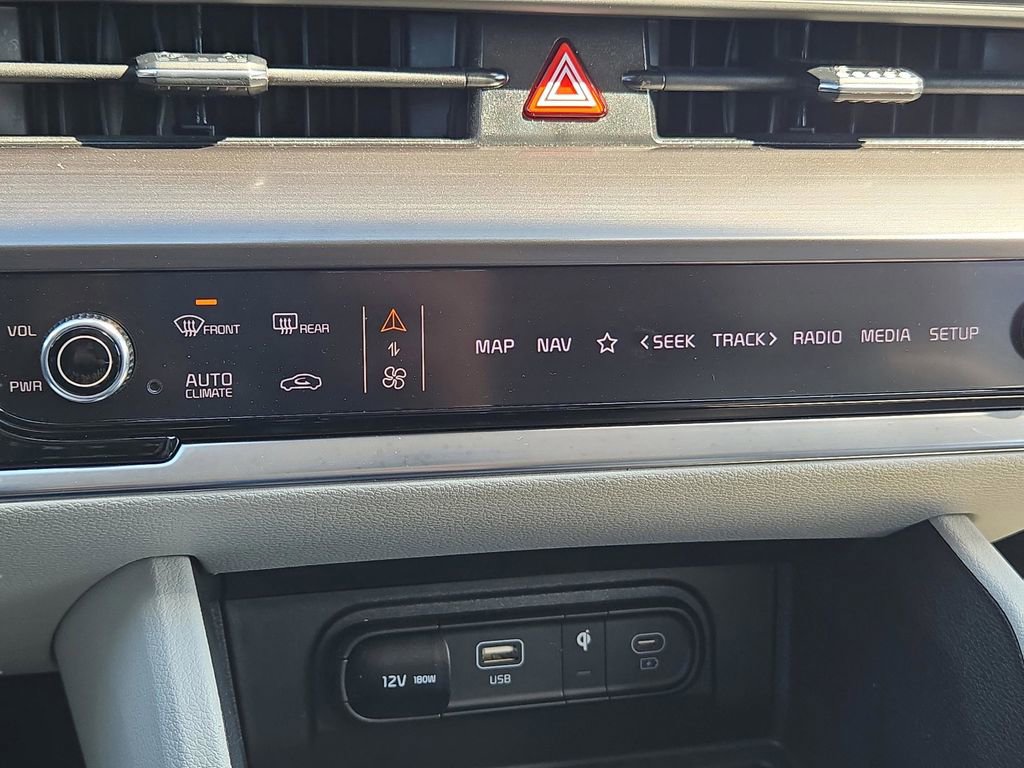 VOL
FRONT
REAR
MAP NAV <SEEK TRACK> RADIO MEDIA SETUP
PWR
AUTO
CLIMATE
12V 180W
USB